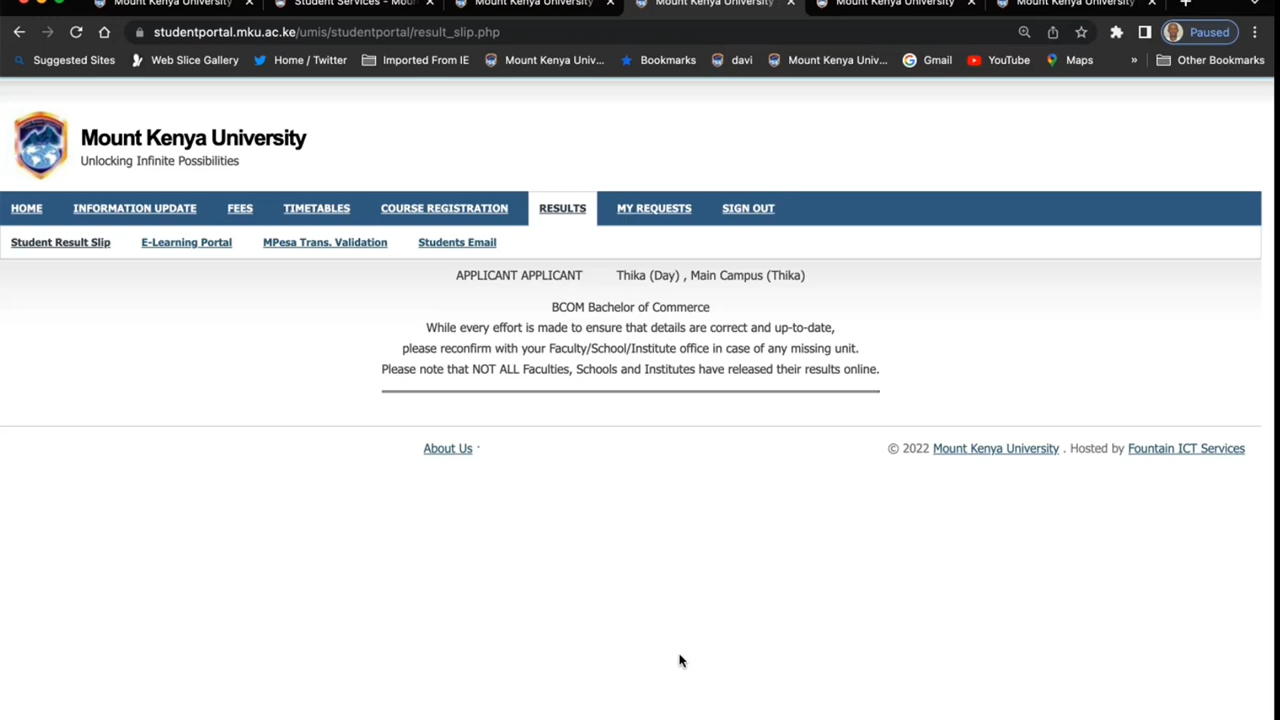 Mount Kenya University Student Services - Moun Mount Kenya University Mount Kenya University Mount Kenya University Mount Kenya University
studentportal.mku.ac.ke/umis/studentportal/result_slip.php Paused
Suggested Sites Web Slice Gallery Home / Twitter Imported From IE Mount Kenya Univ... Bookmarks davi Mount Kenya Univ... Gmail YouTube Maps » Other Bookmarks
Mount Kenya University
Unlocking Infinite Possibilities
HOME INFORMATION UPDATE FEES TIMETABLES COURSE REGISTRATION RESULTS MY REQUESTS SIGN OUT
Student Result Slip E-Learning Portal MPesa Trans. Validation Students Email
APPLICANT APPLICANT Thika (Day) , Main Campus (Thika)
BCOM Bachelor of Commerce
While every effort is made to ensure that details are correct and up-to-date,
please reconfirm with your Faculty/School/Institute office in case of any missing unit.
Please note that NOT ALL Faculties, Schools and Institutes have released their results online.
About Us · © 2022 Mount Kenya University . Hosted by Fountain ICT Services